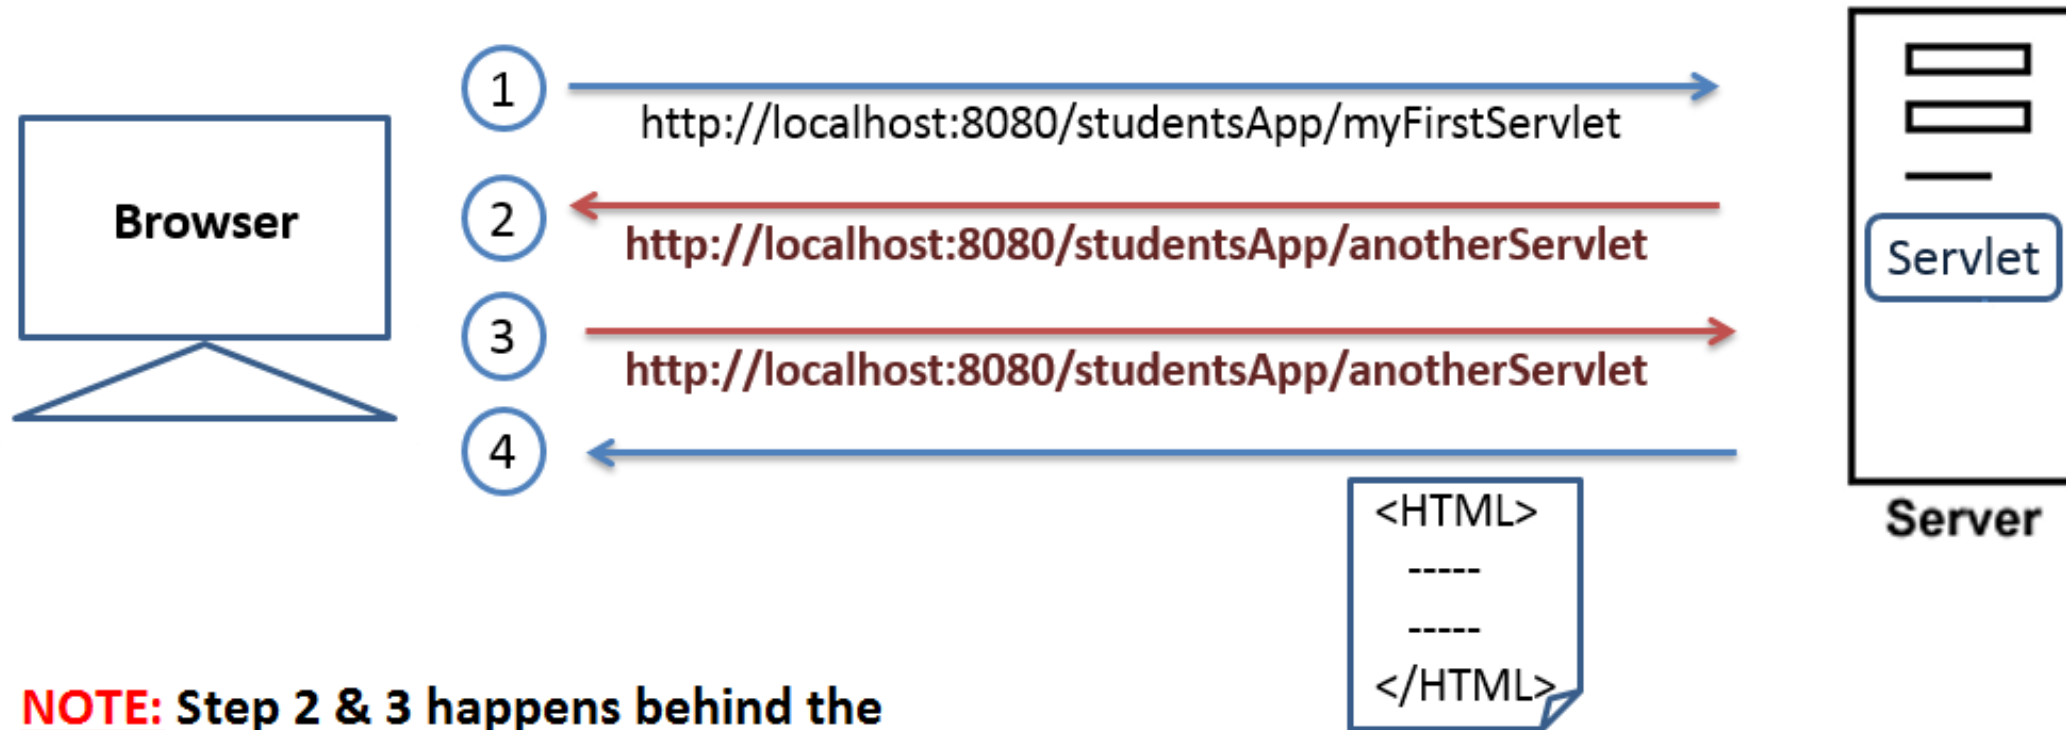 1
http://localhost:8080/studentsApp/myFirstServlet
Browser
2
http://localhost:8080/studentsApp/anotherServlet
Servlet
3
http://localhost:8080/studentsApp/anotherServlet
4
<HTML>
-----
-----
</HTML>
Server
NOTE: Step 2 & 3 happens behind the